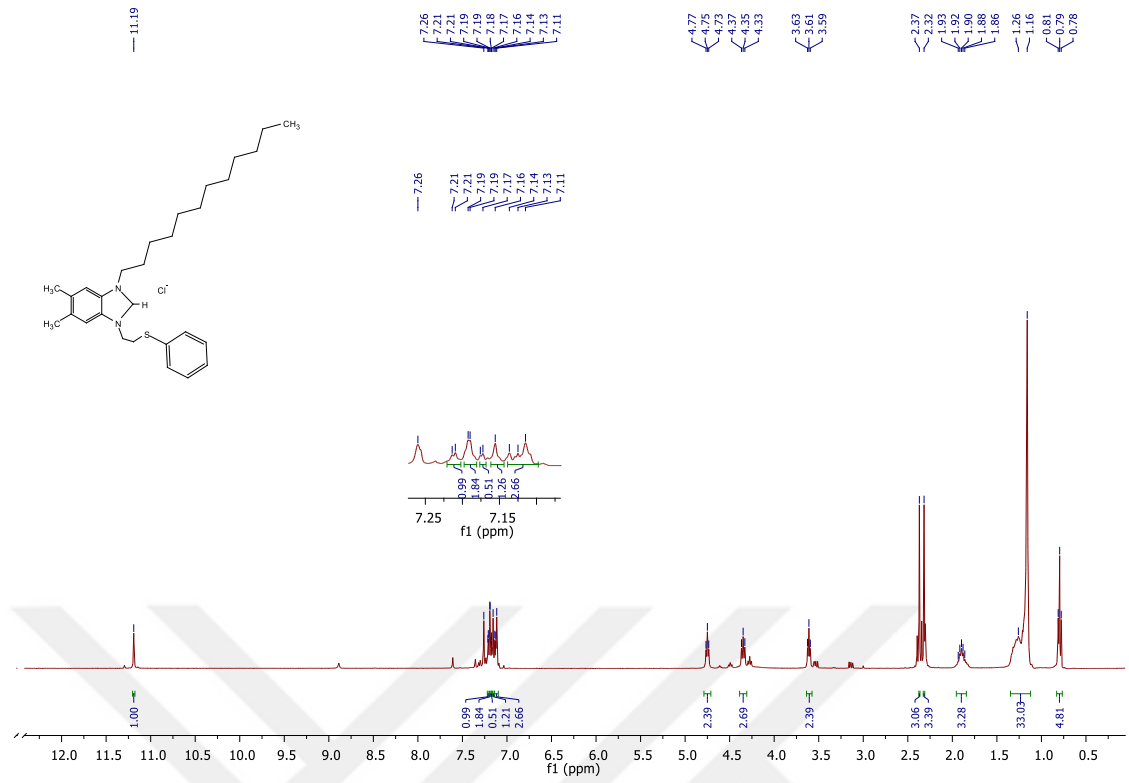 11.19
7.26 7.21 7.21 7.19 7.19 7.18 7.17 7.16 7.14 7.13 7.11
4.77 4.75 4.73 4.37 4.35 4.33
3.63 3.61 3.59
2.37 2.32 1.93 1.92 1.90 1.88 1.86
1.26 1.16
0.81 0.79 0.78
CH₃
7.26 7.21 7.21 7.19 7.19 7.17 7.16 7.14 7.13 7.11
H₃C
N
Cl⁻
H
H₃C
N
S
0.99 1.84 0.51 1.26 2.66
7.25 7.15
f1 (ppm)
1.00 0.99 1.84 0.51 1.21 2.66 2.39 2.69 2.39 3.06 3.39 3.28 33.03 4.81
12.0 11.5 11.0 10.5 10.0 9.5 9.0 8.5 8.0 7.5 7.0 6.5 6.0 5.5 5.0 4.5 4.0 3.5 3.0 2.5 2.0 1.5 1.0 0.5
f1 (ppm)